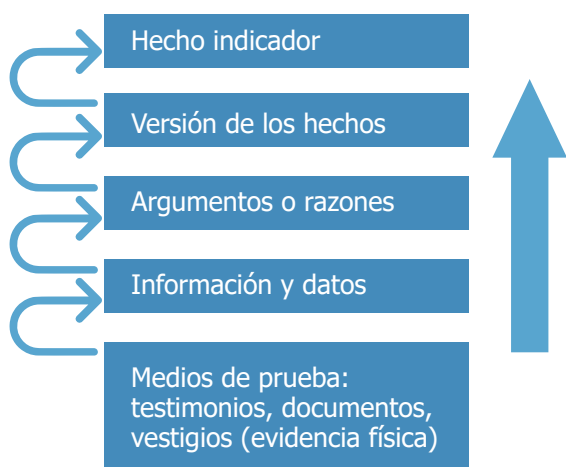 Hecho indicador
Versión de los hechos
Argumentos o razones
Información y datos
Medios de prueba:
testimonios, documentos,
vestigios (evidencia física)